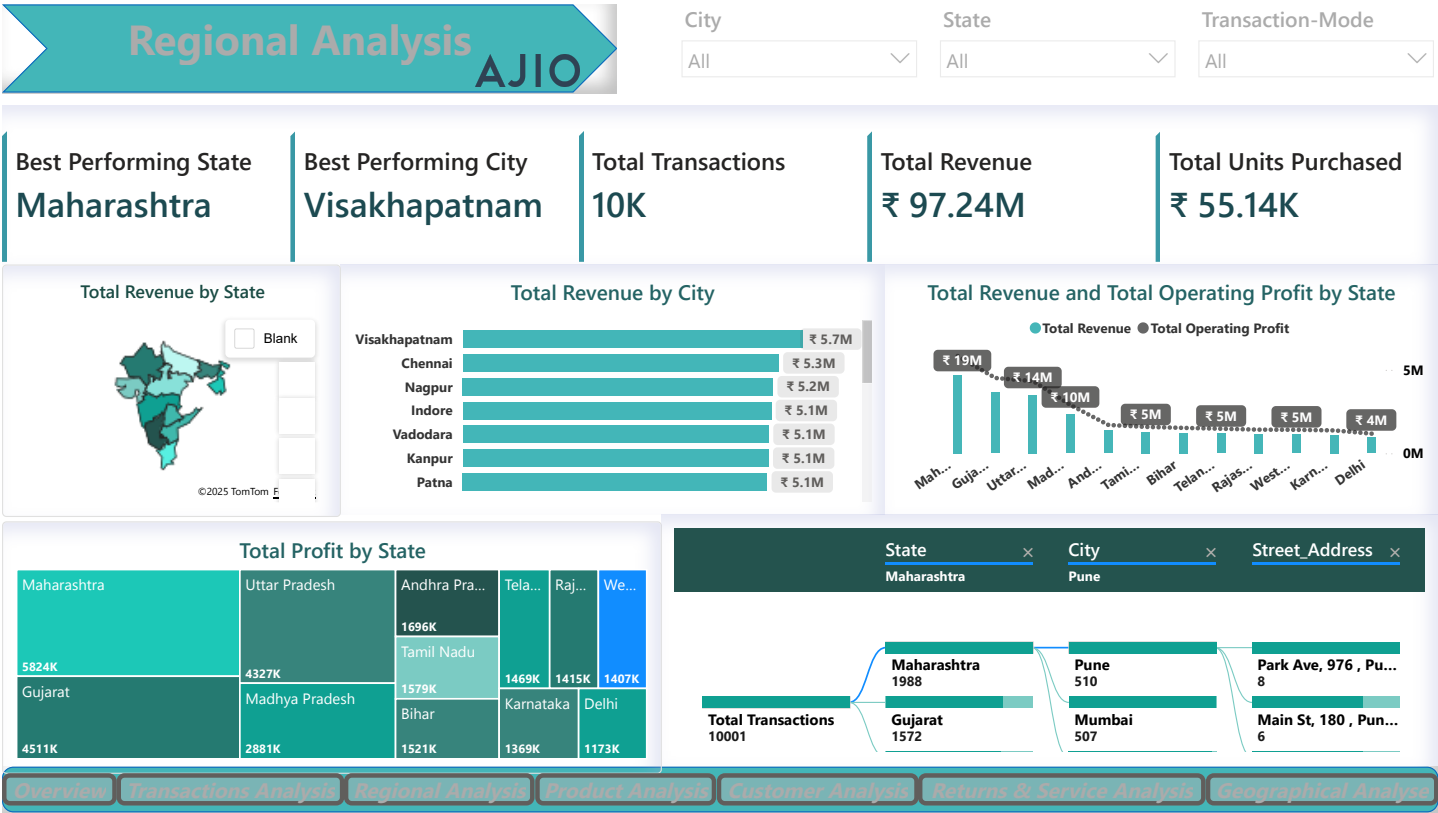 Regional Analysis
AJIO
City
State
Transaction-Mode
All
All
All
Best Performing State
Maharashtra
Best Performing City
Visakhapatnam
Total Transactions
10K
Total Revenue
₹ 97.24M
Total Units Purchased
₹ 55.14K
Total Revenue by State
Blank
©2025 TomTom F
Total Revenue by City
Visakhapatnam ₹ 5.7M
Chennai ₹ 5.3M
Nagpur ₹ 5.2M
Indore ₹ 5.1M
Vadodara ₹ 5.1M
Kanpur ₹ 5.1M
Patna ₹ 5.1M
Total Revenue and Total Operating Profit by State
Total Revenue Total Operating Profit
₹ 19M
₹ 14M
₹ 10M
₹ 5M
₹ 5M
₹ 5M
₹ 4M
5M
0M
Mah...
Guja...
Uttar...
Mad...
And...
Tami...
Bihar
Telan...
Rajas...
West...
Karn...
Delhi
Total Profit by State
Maharashtra
5824K
Gujarat
4511K
Uttar Pradesh
4327K
Madhya Pradesh
2881K
Andhra Pra...
1696K
Tamil Nadu
1579K
Bihar
1521K
Tela...
1469K
Raj...
1415K
We...
1407K
Karnataka
1369K
Delhi
1173K
State
Maharashtra
City
Pune
Street_Address
Total Transactions
10001
Maharashtra
1988
Gujarat
1572
Pune
510
Mumbai
507
Park Ave, 976 , Pu...
8
Main St, 180 , Pun...
6
Overview
Transactions Analysis
Regional Analysis
Product Analysis
Customer Analysis
Returns & Service Analysis
Geographical Analyse